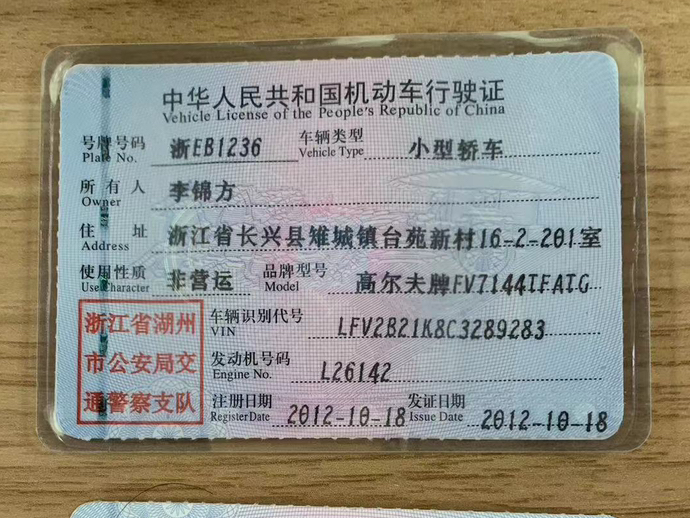 中华人民共和国机动车行驶证
Vehicle License of the People's Republic of China
号牌号码 浙EB1236 车辆类型 小型轿车
Plate No. Vehicle Type
所有人 李锦方
Owner
住址 浙江省长兴县雉城镇台苑新村16-2-201室
Address
使用性质 非营运 品牌型号 高尔夫牌FV7144TFATG
Use Character Model
浙江省湖州
市公安局交
通警察支队
车辆识别代号 LFV2B21K8C3289283
VIN
发动机号码 L26142
Engine No.
注册日期 2012-10-18 发证日期 2012-10-18
Register Date Issue Date